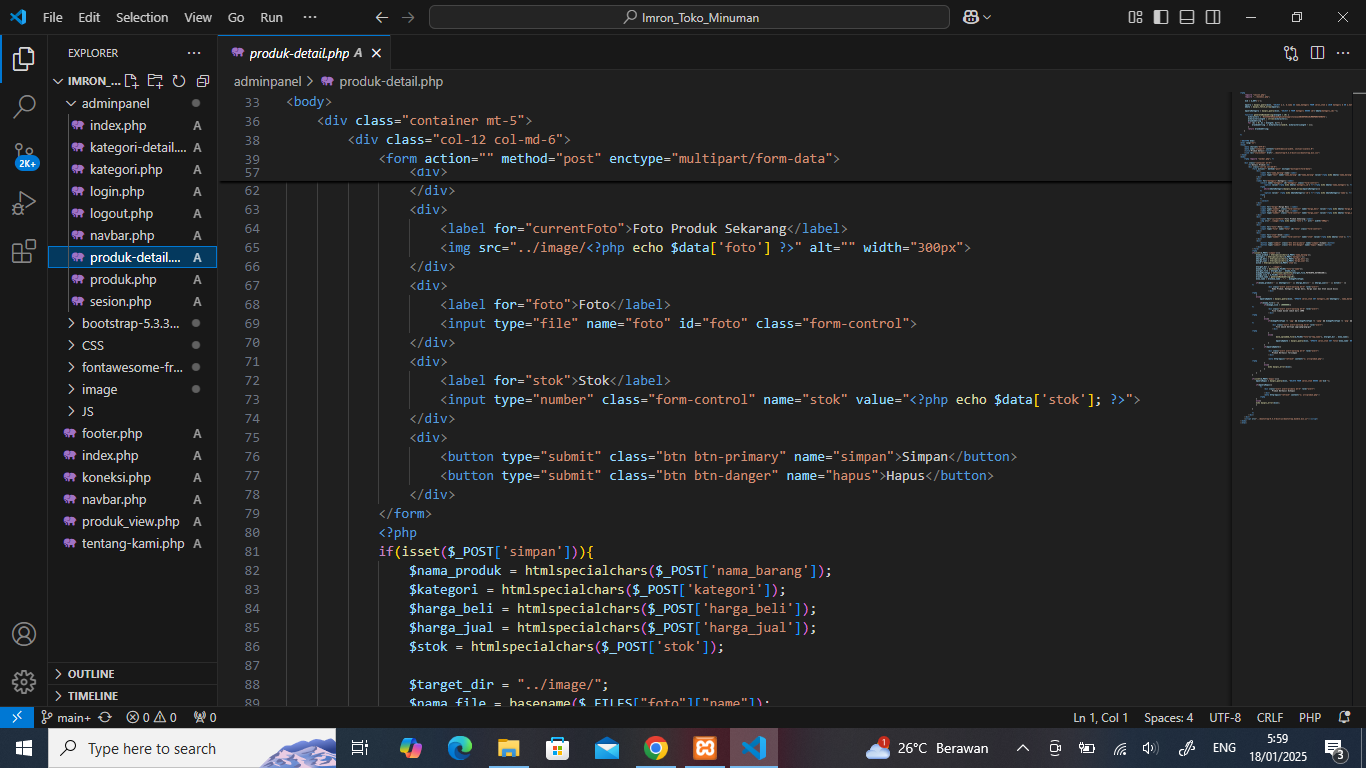 File Edit Selection View Go Run ··· Imron_Toko_Minuman
EXPLORER ···
IMRON_...
adminpanel
index.php A
kategori-detail.... A
kategori.php A
login.php A
logout.php A
navbar.php A
produk-detail.... A
produk.php A
sesion.php A
bootstrap-5.3.3...
CSS
fontawesome-fr...
image
JS
footer.php A
index.php A
koneksi.php A
navbar.php A
produk_view.php A
tentang-kami.php A
OUTLINE
TIMELINE
2K+
produk-detail.php A
adminpanel > produk-detail.php
33 <body>
36 <div class="container mt-5">
38 <div class="col-12 col-md-6">
39 <form action="" method="post" enctype="multipart/form-data">
57 <div>
62 </div>
63 <div>
64 <label for="currentFoto">Foto Produk Sekarang</label>
65 <img src="../image/<?php echo $data['foto'] ?>" alt="" width="300px">
66 </div>
67 <div>
68 <label for="foto">Foto</label>
69 <input type="file" name="foto" id="foto" class="form-control">
70 </div>
71 <div>
72 <label for="stok">Stok</label>
73 <input type="number" class="form-control" name="stok" value="<?php echo $data['stok']; ?>">
74 </div>
75 <div>
76 <button type="submit" class="btn btn-primary" name="simpan">Simpan</button>
77 <button type="submit" class="btn btn-danger" name="hapus">Hapus</button>
78 </div>
79 </form>
80 <?php
81 if(isset($_POST['simpan'])){
82 $nama_produk = htmlspecialchars($_POST['nama_barang']);
83 $kategori = htmlspecialchars($_POST['kategori']);
84 $harga_beli = htmlspecialchars($_POST['harga_beli']);
85 $harga_jual = htmlspecialchars($_POST['harga_jual']);
86 $stok = htmlspecialchars($_POST['stok']);
87
88 $target_dir = "../image/";
89 $nama_file = basename($_FILES["foto"]["name"]);
main+ 0 0 0 Ln 1, Col 1 Spaces: 4 UTF-8 CRLF PHP
Type here to search 1 26°C Berawan ENG 5:59
18/01/2025 3